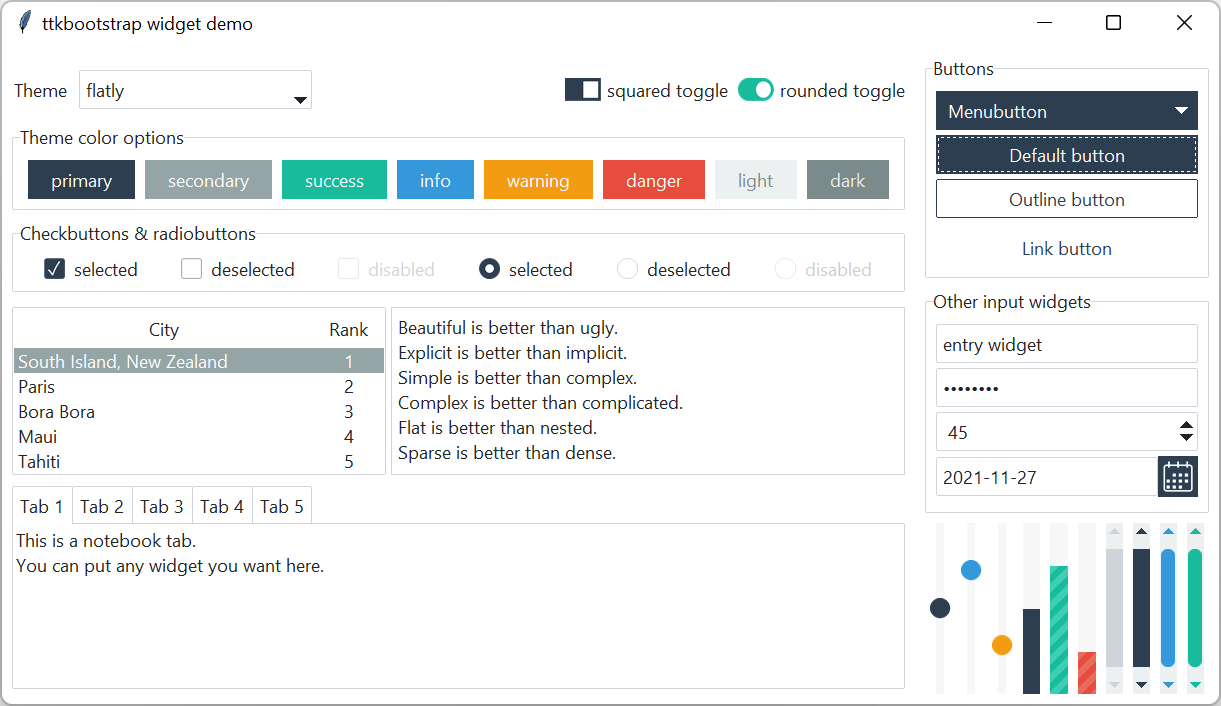 ttkbootstrap widget demo
Theme flatly squared toggle rounded toggle
Theme color options
primary secondary success info warning danger light dark
Checkbuttons & radiobuttons
selected deselected disabled selected deselected disabled
City Rank
South Island, New Zealand 1
Paris 2
Bora Bora 3
Maui 4
Tahiti 5
Beautiful is better than ugly.
Explicit is better than implicit.
Simple is better than complex.
Complex is better than complicated.
Flat is better than nested.
Sparse is better than dense.
Tab 1 Tab 2 Tab 3 Tab 4 Tab 5
This is a notebook tab.
You can put any widget you want here.
Buttons
Menubutton
Default button
Outline button
Link button
Other input widgets
entry widget
••••••••
45
2021-11-27